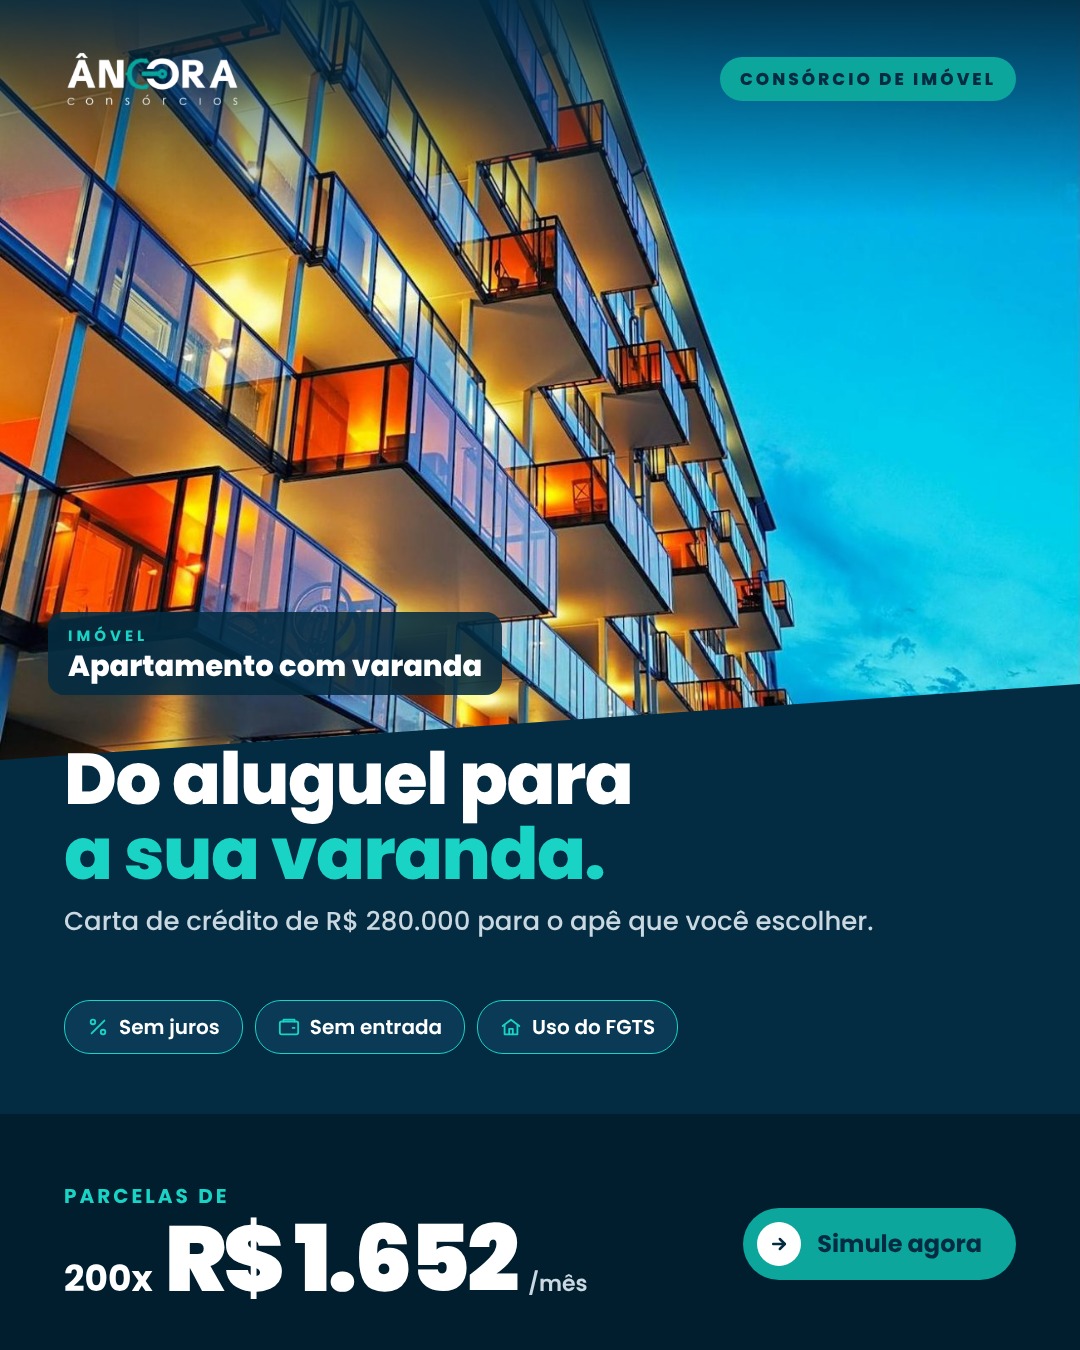 ÂNCORA
consórcios
CONSÓRCIO DE IMÓVEL
IMÓVEL
Apartamento com varanda
Do aluguel para
a sua varanda.
Carta de crédito de R$ 280.000 para o apê que você escolher.
Sem juros
Sem entrada
Uso do FGTS
PARCELAS DE
200x R$ 1.652 /mês
Simule agora